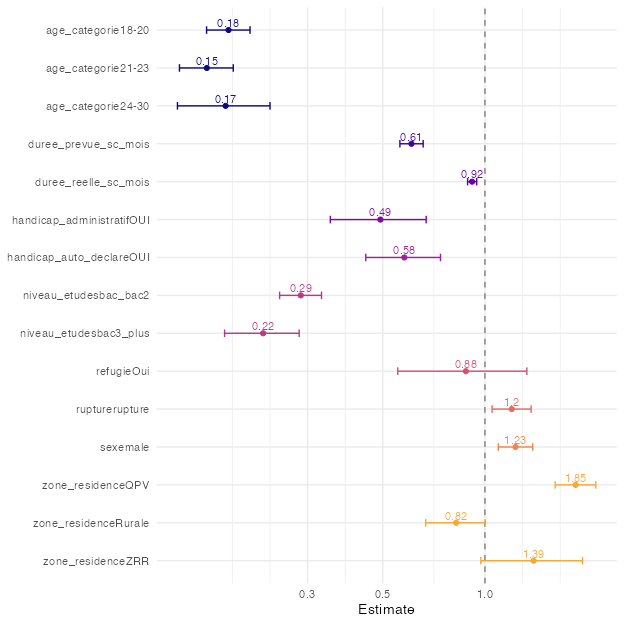 age_categorie18-20
0.18
age_categorie21-23
0.15
age_categorie24-30
0.17
duree_prevue_sc_mois
0.61
duree_reelle_sc_mois
0.92
handicap_administratifOUI
0.49
handicap_auto_declareOUI
0.58
niveau_etudesbac_bac2
0.29
niveau_etudesbac3_plus
0.22
refugieOui
0.88
rupturerupture
1.2
sexemale
1.23
zone_residenceQPV
1.85
zone_residenceRurale
0.82
zone_residenceZRR
1.39
0.3 0.5 1.0
Estimate